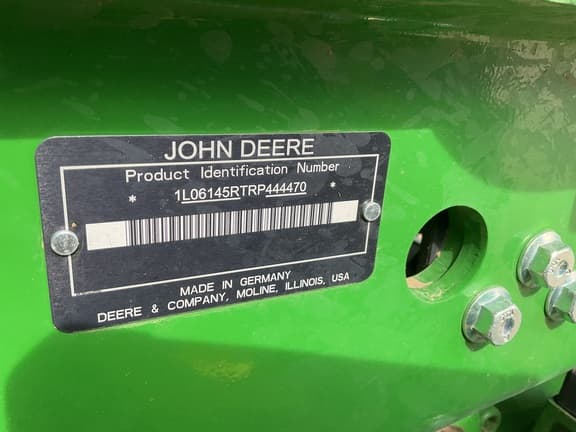 JOHN DEERE
Product Identification Number
* 1L06145RTRP444470 *
MADE IN GERMANY
DEERE & COMPANY, MOLINE, ILLINOIS, USA